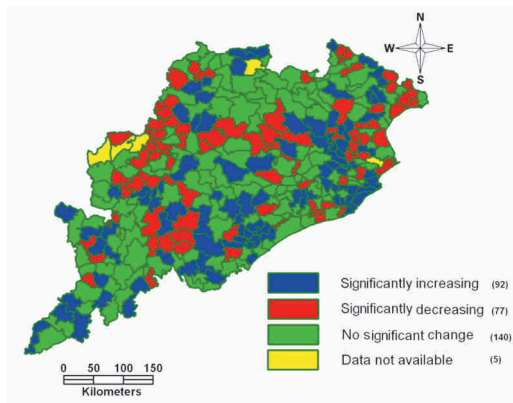 N
W E
S
Significantly increasing (92)
Significantly decreasing (77)
No significant change (140)
Data not available (5)
0 50 100 150
Kilometers